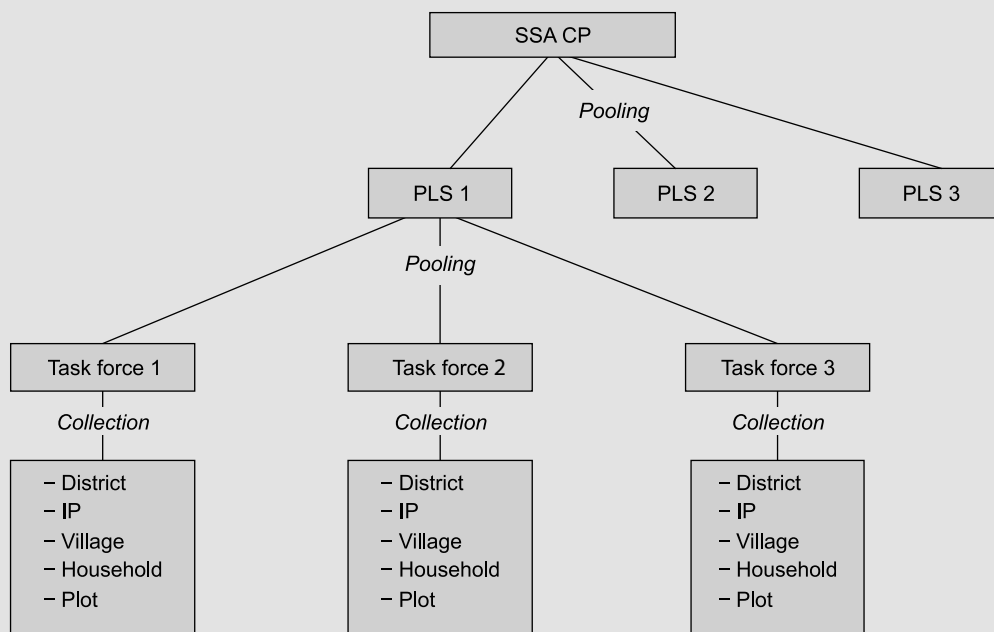 SSA CP
Pooling
PLS 1
PLS 2
PLS 3
Pooling
Task force 1
Task force 2
Task force 3
Collection
Collection
Collection
– District
– IP
– Village
– Household
– Plot
– District
– IP
– Village
– Household
– Plot
– District
– IP
– Village
– Household
– Plot